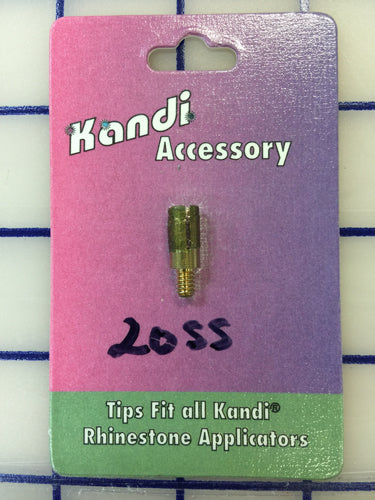 Kandi
Accessory
20SS
Tips Fit all Kandi®
Rhinestone Applicators